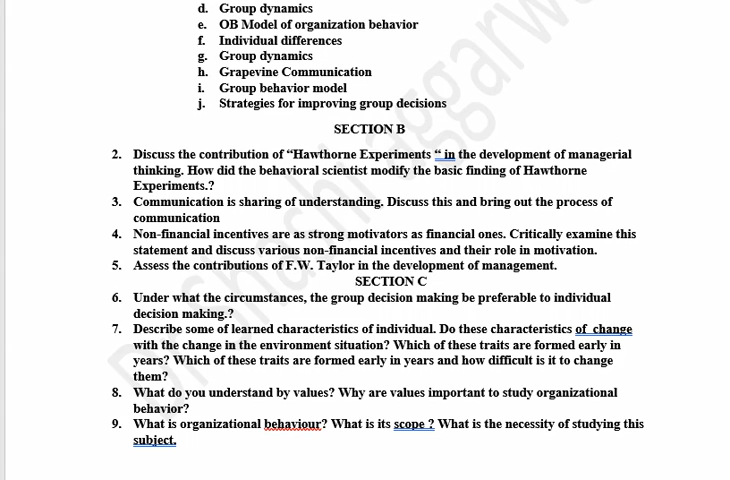 d. Group dynamics
e. OB Model of organization behavior
f. Individual differences
g. Group dynamics
h. Grapevine Communication
i. Group behavior model
j. Strategies for improving group decisions
SECTION B
2. Discuss the contribution of “Hawthorne Experiments “ in the development of managerial
thinking. How did the behavioral scientist modify the basic finding of Hawthorne
Experiments.?
3. Communication is sharing of understanding. Discuss this and bring out the process of
communication
4. Non-financial incentives are as strong motivators as financial ones. Critically examine this
statement and discuss various non-financial incentives and their role in motivation.
5. Assess the contributions of F.W. Taylor in the development of management.
SECTION C
6. Under what the circumstances, the group decision making be preferable to individual
decision making.?
7. Describe some of learned characteristics of individual. Do these characteristics of change
with the change in the environment situation? Which of these traits are formed early in
years? Which of these traits are formed early in years and how difficult is it to change
them?
8. What do you understand by values? Why are values important to study organizational
behavior?
9. What is organizational behaviour? What is its scope ? What is the necessity of studying this
subject.